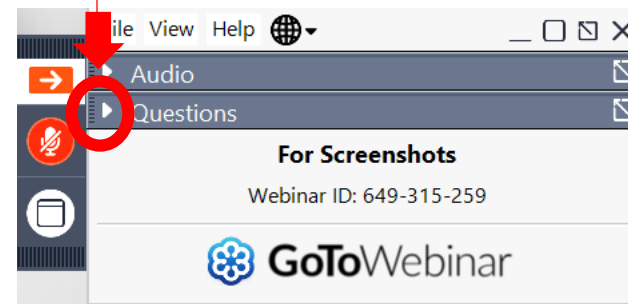 ile View Help
Audio
Questions
For Screenshots
Webinar ID: 649-315-259
GoToWebinar